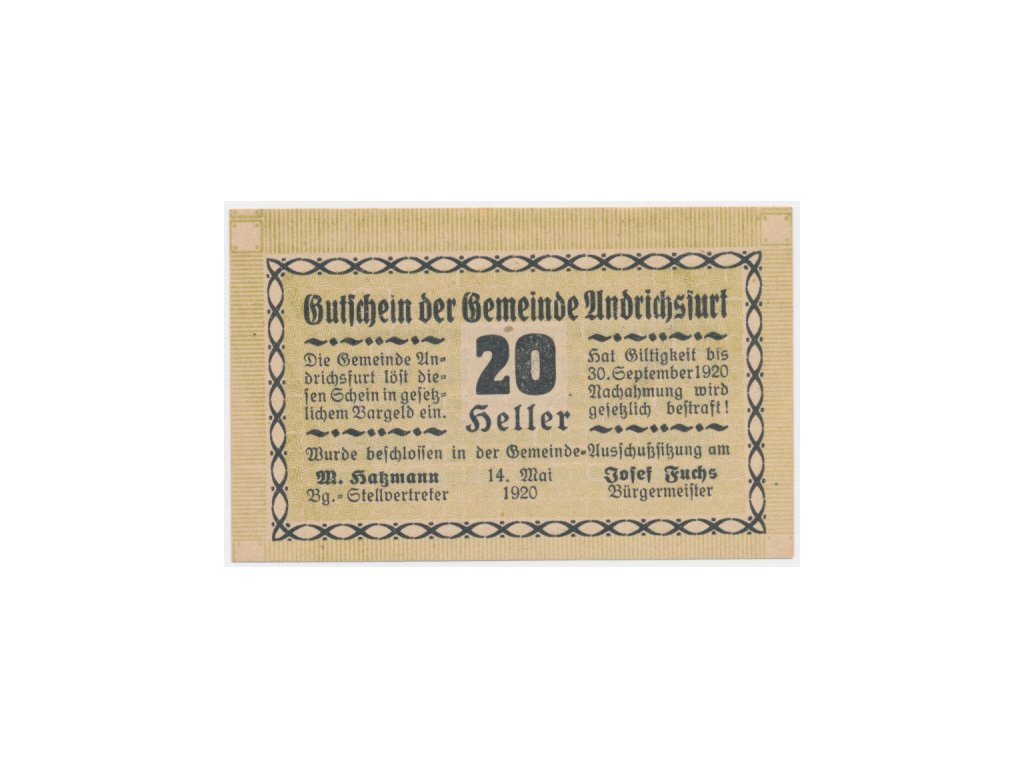 Gutschein der Gemeinde Andrichsfurt
Die Gemeinde An-
drichsfurt löst die-
sen Schein in gesetz-
lichem Bargeld ein.
20
Heller
Hat Giltigkeit bis
30. September 1920
Nachahmung wird
gesetzlich bestraft!
Wurde beschlossen in der Gemeinde-Ausschußsitzung am
M. Hatzmann
Bg.-Stellvertreter
14. Mai
1920
Josef Fuchs
Bürgermeister